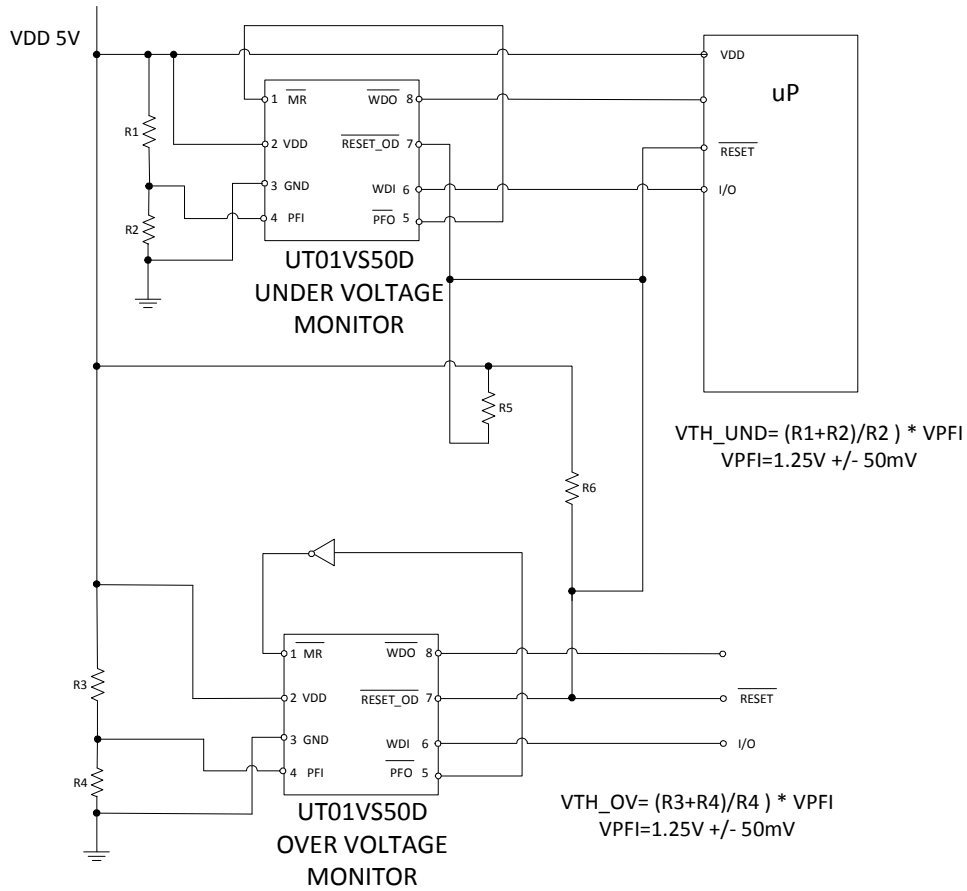 VDD 5V
R1
R2
1 MR
2 VDD
3 GND
4 PFI
WDO 8
RESET_OD 7
WDI 6
PFO 5
UT01VS50D
UNDER VOLTAGE
MONITOR
VDD
uP
RESET
I/O
R5
R6
VTH_UND= (R1+R2)/R2 ) * VPFI
VPFI=1.25V +/- 50mV
R3
R4
1 MR
2 VDD
3 GND
4 PFI
WDO 8
RESET_OD 7
WDI 6
PFO 5
RESET
I/O
UT01VS50D
OVER VOLTAGE
MONITOR
VTH_OV= (R3+R4)/R4 ) * VPFI
VPFI=1.25V +/- 50mV